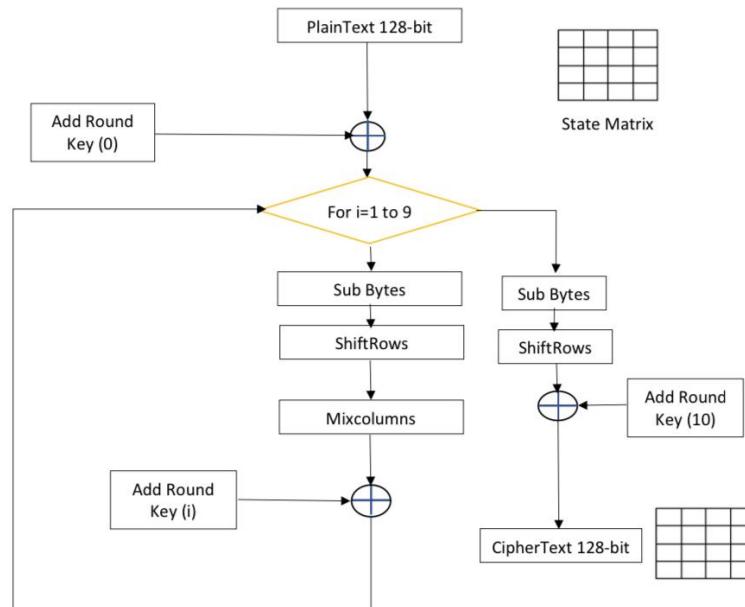 PlainText 128-bit
Add Round
Key (0)
State Matrix
For i=1 to 9
Sub Bytes
Sub Bytes
ShiftRows
ShiftRows
Add Round
Key (10)
Mixcolumns
Add Round
Key (i)
CipherText 128-bit